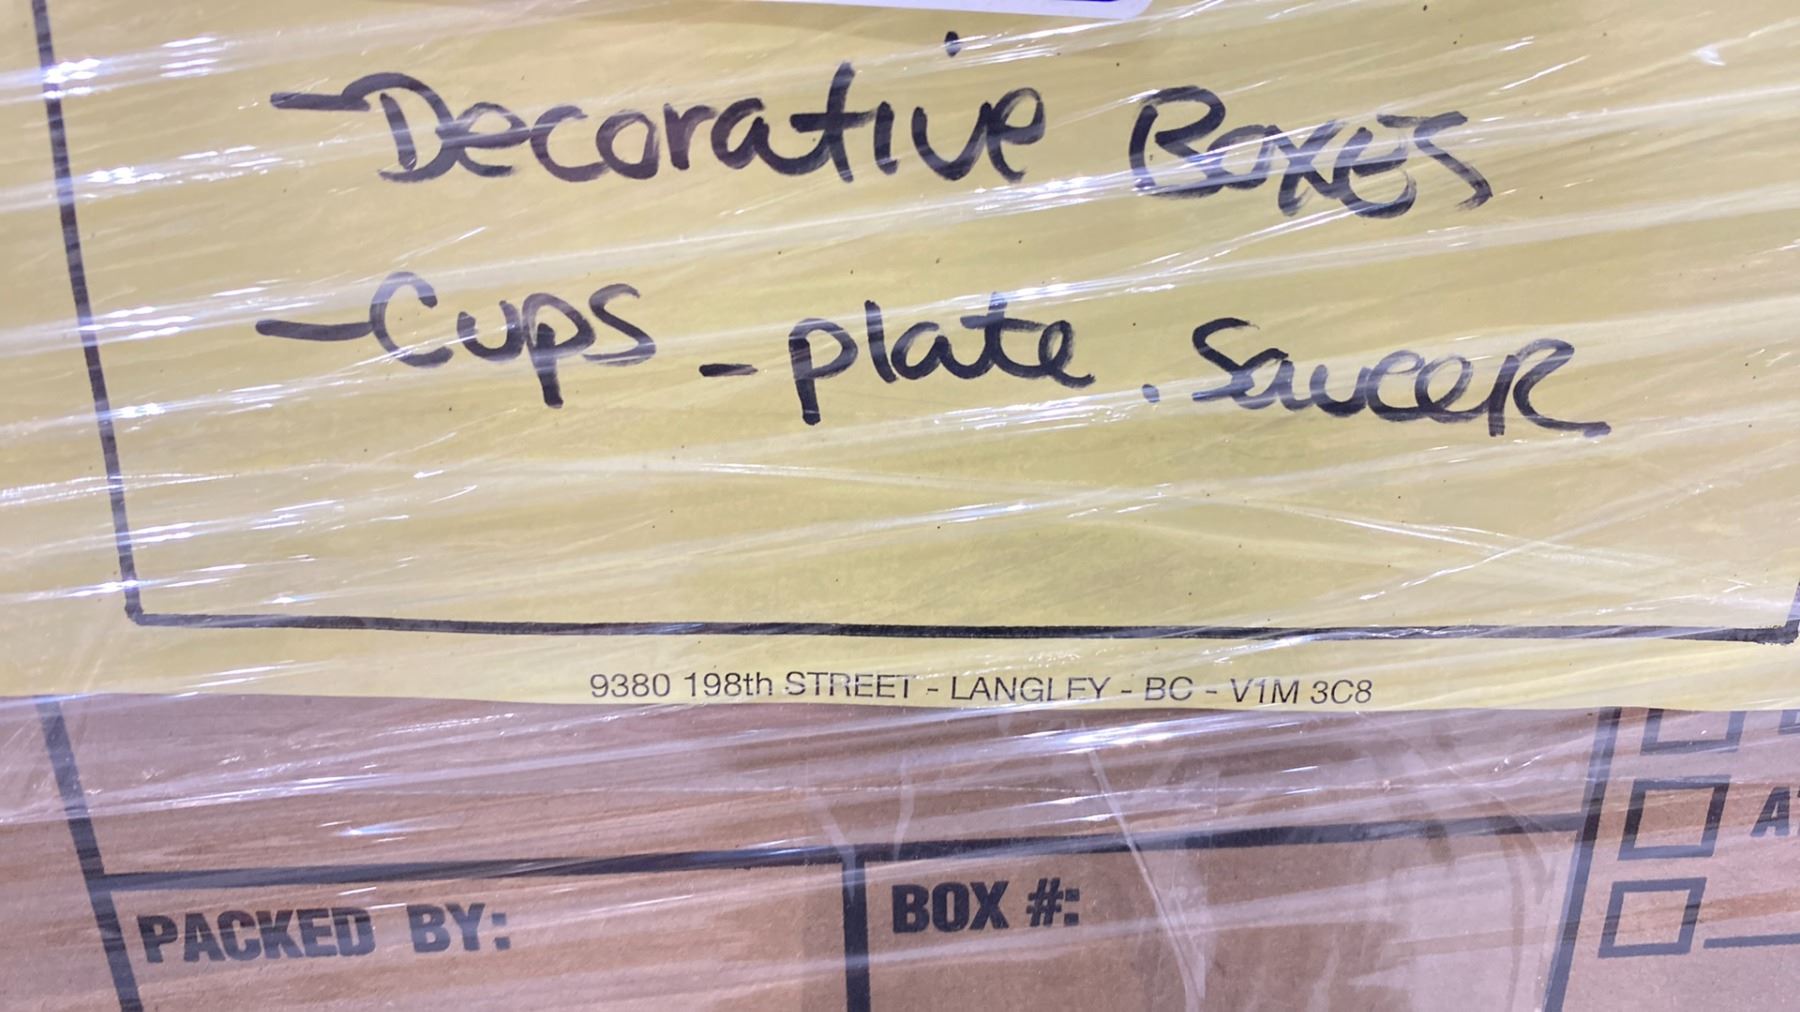 - Decorative Boxes
- Cups - plate . SauceR
9380 198th STREET - LANGLEY - BC - V1M 3C8
PACKED BY:
BOX #: